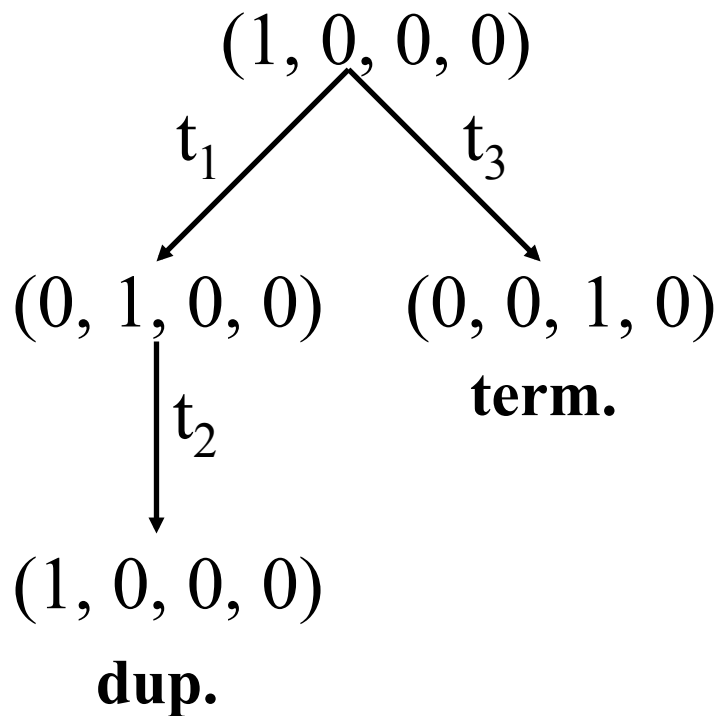 (1, 0, 0, 0)
t₁ t₃
(0, 1, 0, 0) (0, 0, 1, 0)
term.
t₂
(1, 0, 0, 0)
dup.